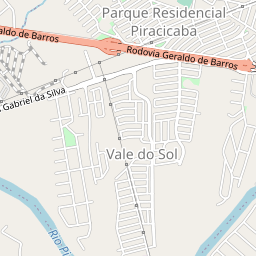 Parque Residencial
Piracicaba
aldo de Barros
Rodovia Geraldo de Barros
Gabriel da Silva
Vale do Sol
Rio Pi